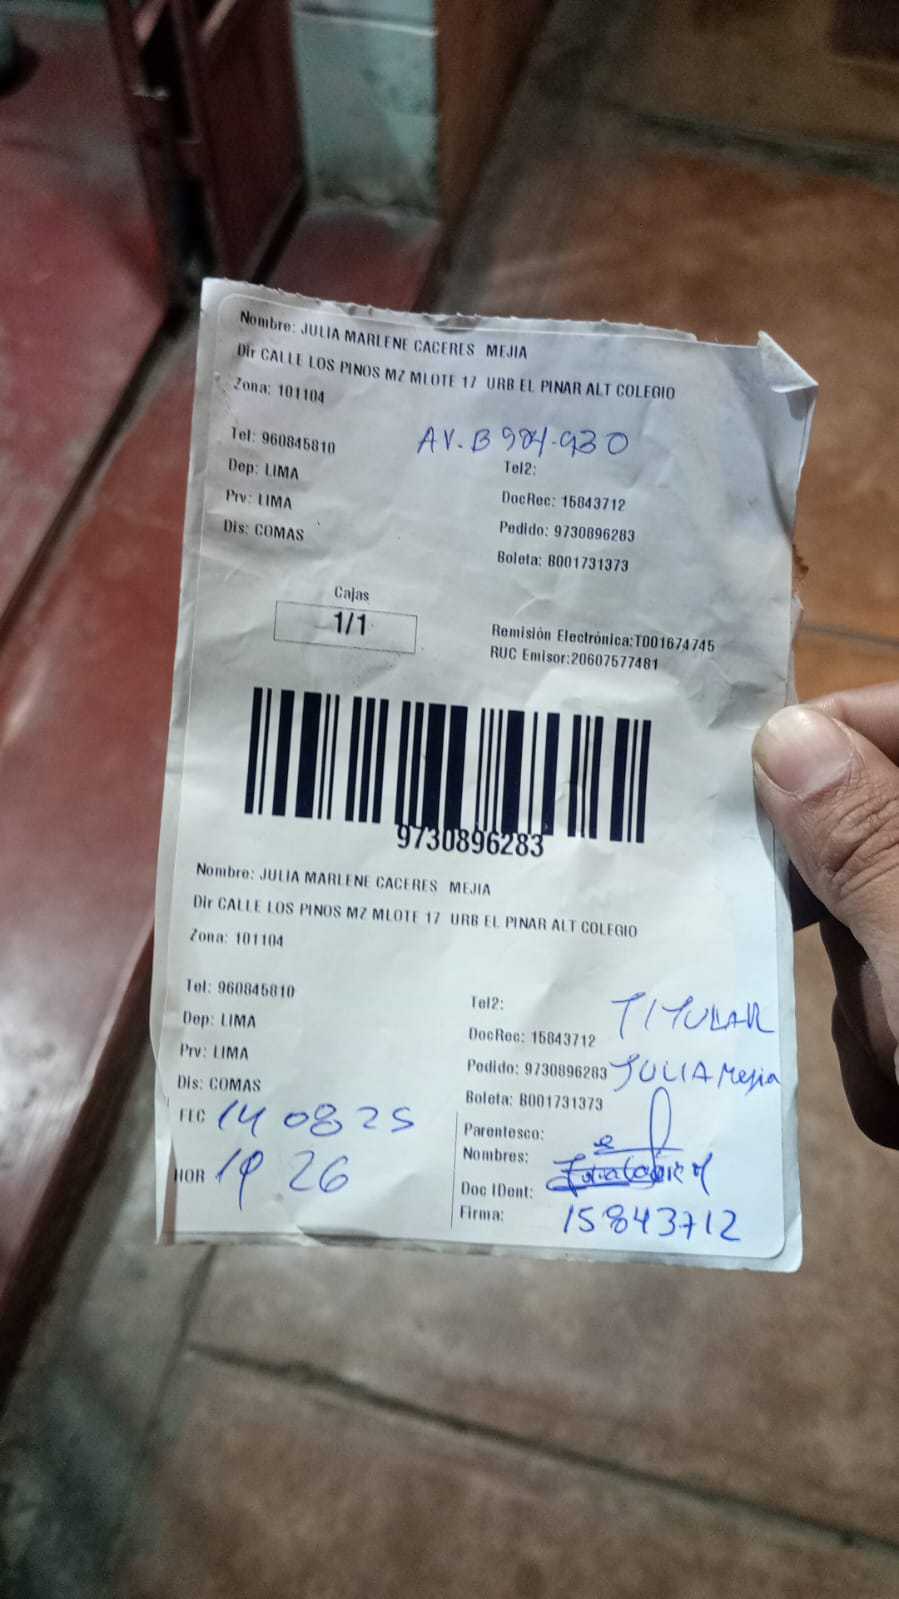 Nombre: JULIA MARLENE CACERES MEJIA
Dir CALLE LOS PINOS MZ MLOTE 17 URB EL PINAR ALT COLEGIO
Zona: 101104
AV. B 984-930
Tel: 960845810
Tel2:
Dep: LIMA
DocRec: 15843712
Prv: LIMA
Pedido: 9730896283
Dis: COMAS
Boleta: B001731373
Cajas
1/1
Remisión Electrónica:T001674745
RUC Emisor:20607577481
9730896283
Nombre: JULIA MARLENE CACERES MEJIA
Dir CALLE LOS PINOS MZ MLOTE 17 URB EL PINAR ALT COLEGIO
Zona: 101104
Tel: 960845810
Tel2: TITULAR
Dep: LIMA
DocRec: 15843712
Prv: LIMA
Pedido: 9730896283 JULIA Mejia
Dis: COMAS
Boleta: B001731373
FEC 14 08 25
Parentesco:
Nombres:
HOR 19 26
Doc IDent:
Firma: 15843712